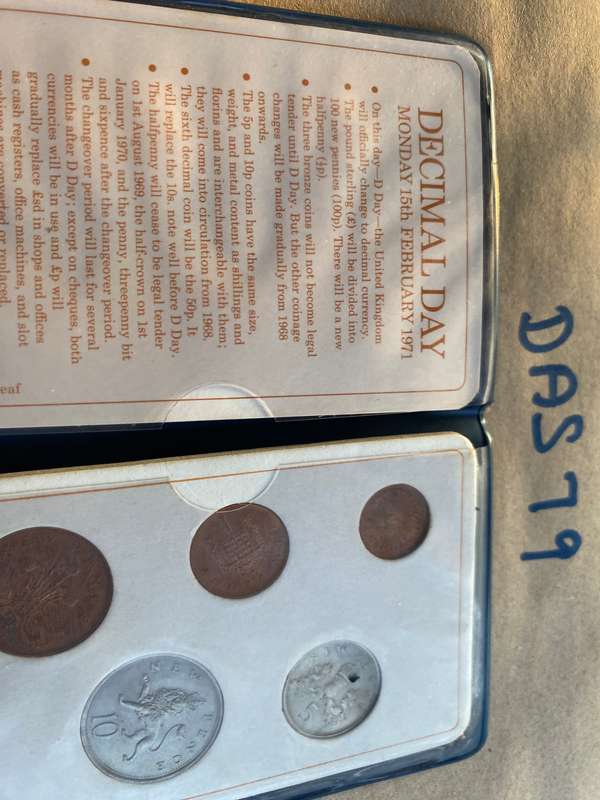 DECIMAL DAY
MONDAY 15th FEBRUARY 1971
• On this day—D Day—the United Kingdom
will officially change to decimal currency.
• The pound sterling (£) will be divided into
100 new pennies (100p). There will be a new
halfpenny (½p).
• The three bronze coins will not become legal
tender until D Day. But the other coinage
changes will be made gradually from 1968
onwards.
• The 5p and 10p coins have the same size,
weight, and metal content as shillings and
florins and are interchangeable with them;
they will come into circulation from 1968.
• The sixth decimal coin will be the 50p. It
will replace the 10s. note well before D Day.
• The halfpenny will cease to be legal tender
on 1st August 1969, the half-crown on 1st
January 1970, and the penny, threepenny bit
and sixpence after the changeover period.
• The changeover period will last for several
months after D Day; except on cheques, both
currencies will be in use and £p will
gradually replace £sd in shops and offices
as cash registers, office machines, and slot
machines are converted or replaced.
eaf
NEW PENCE
10
5
DAS79